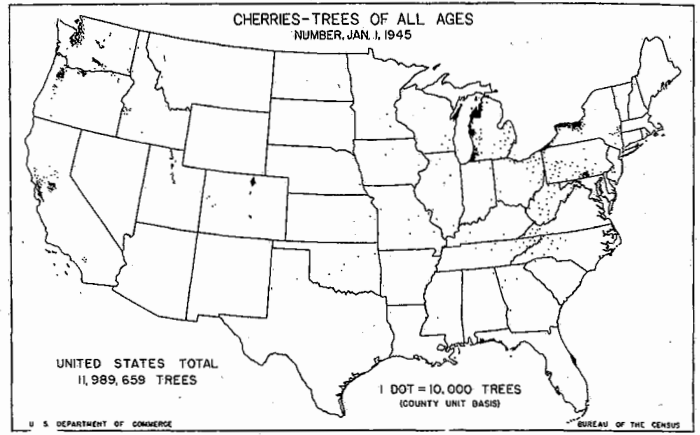 CHERRIES-TREES OF ALL AGES
NUMBER, JAN. 1, 1945
UNITED STATES TOTAL
11,989,659 TREES
1 DOT = 10,000 TREES
(COUNTY UNIT BASIS)
U. S. DEPARTMENT OF COMMERCE
BUREAU OF THE CENSUS